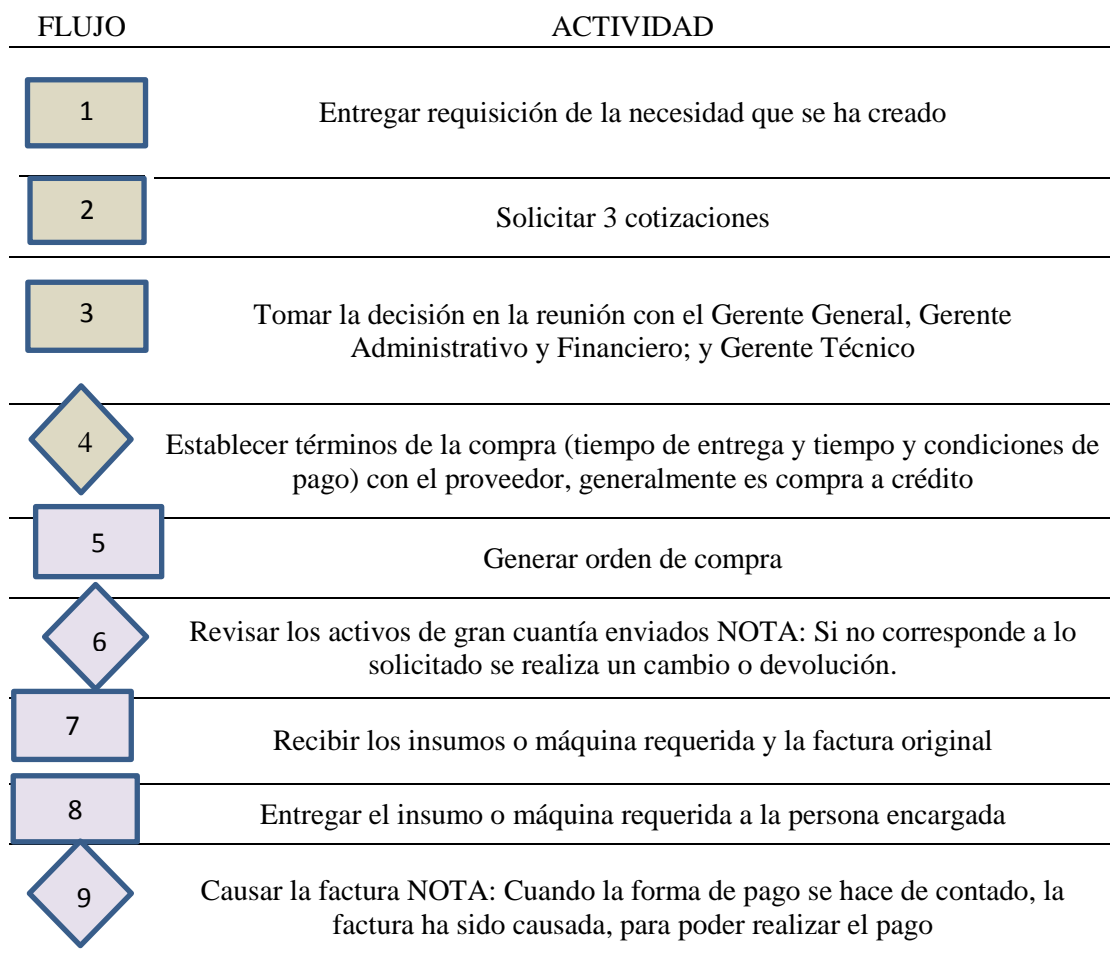 FLUJO ACTIVIDAD
1 Entregar requisición de la necesidad que se ha creado
2 Solicitar 3 cotizaciones
3 Tomar la decisión en la reunión con el Gerente General, Gerente
Administrativo y Financiero; y Gerente Técnico
4 Establecer términos de la compra (tiempo de entrega y tiempo y condiciones de
pago) con el proveedor, generalmente es compra a crédito
5 Generar orden de compra
6 Revisar los activos de gran cuantía enviados NOTA: Si no corresponde a lo
solicitado se realiza un cambio o devolución.
7 Recibir los insumos o máquina requerida y la factura original
8 Entregar el insumo o máquina requerida a la persona encargada
9 Causar la factura NOTA: Cuando la forma de pago se hace de contado, la
factura ha sido causada, para poder realizar el pago